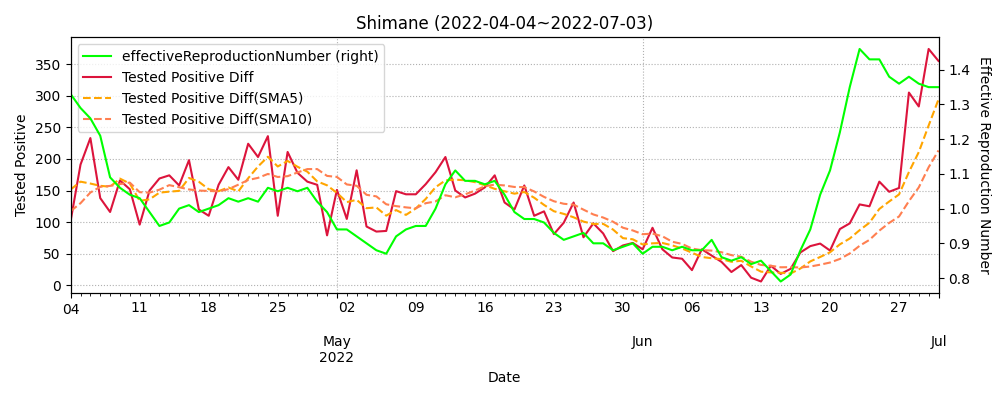 Shimane (2022-04-04~2022-07-03)
effectiveReproductionNumber (right)
Tested Positive Diff
Tested Positive Diff(SMA5)
Tested Positive Diff(SMA10)
Tested Positive
350
300
250
200
150
100
50
0
1.4
1.3
1.2
1.1
1.0
0.9
0.8
Effective Reproduction Number
04 11 18 25 02 09 16 23 30 06 13 20 27
May Jun Jul
2022
Date